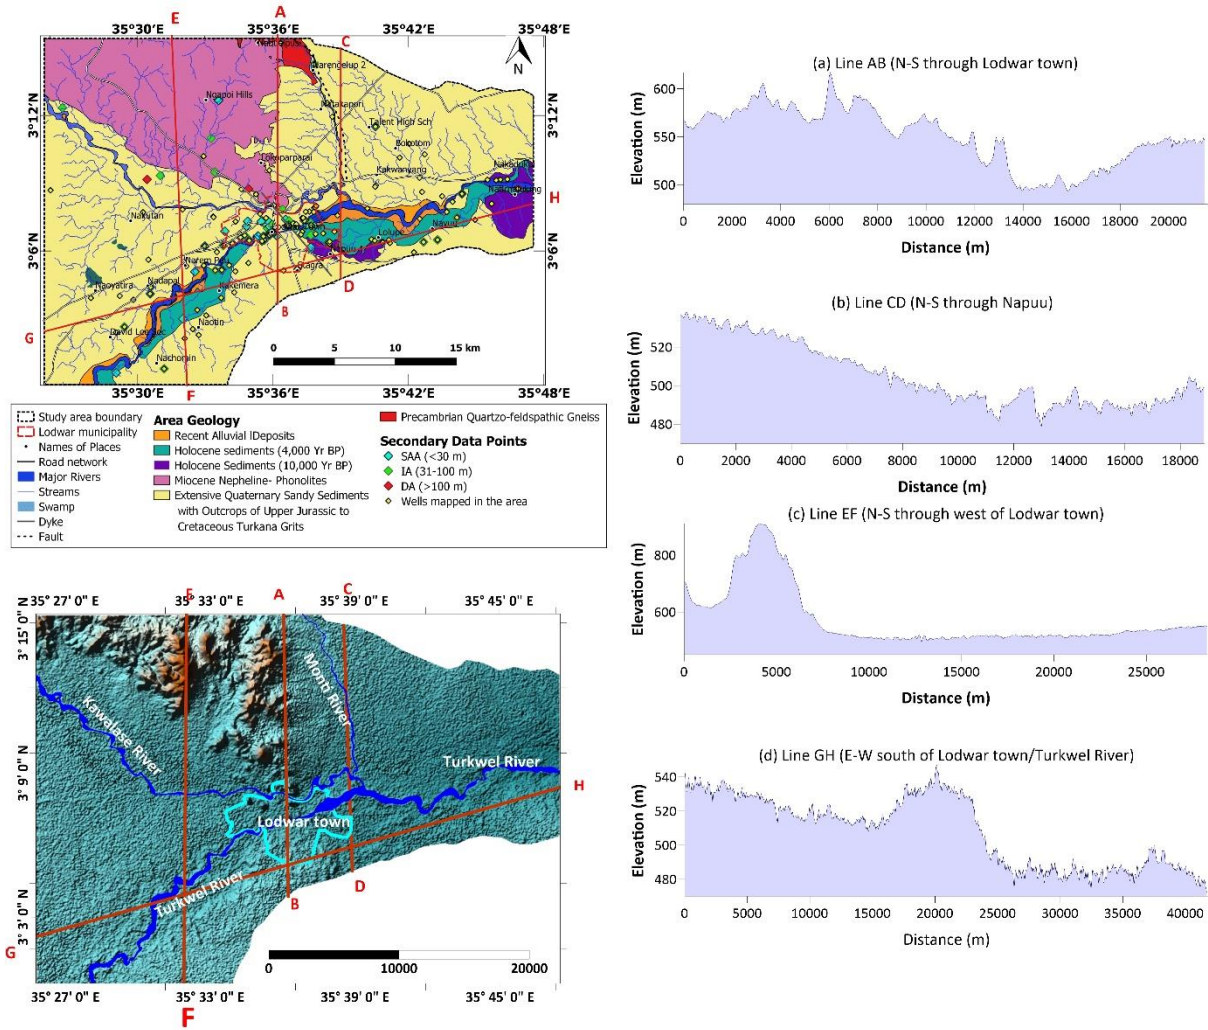 A
E
C
35°30′E
35°36′E
35°42′E
35°48′E
N
3°12′N
3°12′N
Ngapoi Hills
Talent High Sch
Bokotom
Kakwanyang
H
Nakutan
Lolupe
3°6′N
3°6′N
D
Nadapal
Nakemera
B
G
Naotin
Nachomin
0
5
10
15 km
35°30′E
35°36′E
35°42′E
35°48′E
F
Study area boundary
Lodwar municipality
Names of Places
Road network
Major Rivers
Streams
Swamp
Dyke
Fault
Area Geology
Recent Alluvial lDeposits
Holocene sediments (4,000 Yr BP)
Holocene Sediments (10,000 Yr BP)
Miocene Nepheline- Phonolites
Extensive Quaternary Sandy Sediments
with Outcrops of Upper Jurassic to
Cretaceous Turkana Grits
Precambrian Quartzo-feldspathic Gneiss
Secondary Data Points
SAA (<30 m)
IA (31-100 m)
DA (>100 m)
Wells mapped in the area
A
C
35° 27' 0" E
35° 33' 0" E
35° 39' 0" E
35° 45' 0" E
3° 15' 0" N
3° 9' 0" N
3° 3' 0" N
Kawalase River
Monti River
Turkwel River
H
Lodwar town
D
B
Turkwel River
G
0
10000
20000
35° 27' 0" E
35° 33' 0" E
35° 39' 0" E
35° 45' 0" E
F
(a) Line AB (N-S through Lodwar town)
Elevation (m)
600
550
500
0 2000 4000 6000 8000 10000 12000 14000 16000 18000 20000
Distance (m)
(b) Line CD (N-S through Napuu)
Elevation (m)
520
500
480
0 2000 4000 6000 8000 10000 12000 14000 16000 18000
Distance (m)
(c) Line EF (N-S through west of Lodwar town)
Elevation (m)
800
600
0 5000 10000 15000 20000 25000
Distance (m)
(d) Line GH (E-W south of Lodwar town/Turkwel River)
Elevation (m)
540
520
500
480
0 5000 10000 15000 20000 25000 30000 35000 40000
Distance (m)